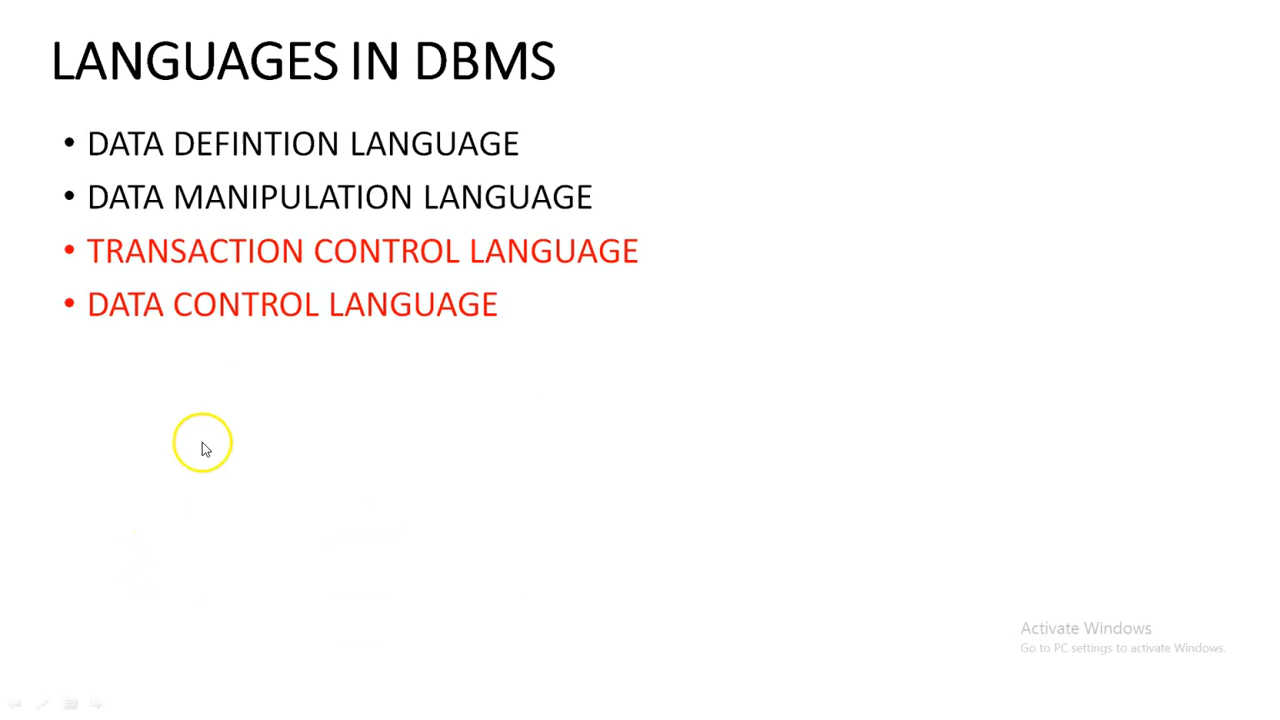 LANGUAGES IN DBMS
• DATA DEFINTION LANGUAGE
• DATA MANIPULATION LANGUAGE
• TRANSACTION CONTROL LANGUAGE
• DATA CONTROL LANGUAGE
Activate Windows
Go to PC settings to activate Windows.